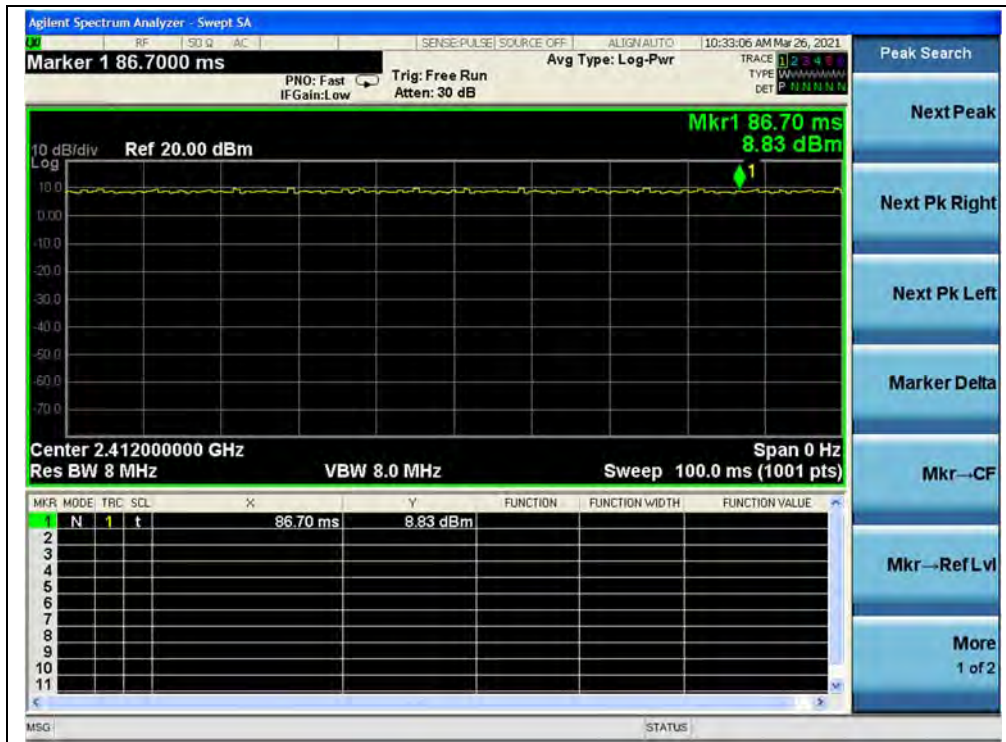 Agilent Spectrum Analyzer - Swept SA
RF 50 Ω AC SENSE:PULSE SOURCE OFF ALIGN AUTO 10:33:06 AM Mar 26, 2021
Marker 1 86.7000 ms
PNO: Fast
IFGain:Low
Trig: Free Run
Atten: 30 dB
Avg Type: Log-Pwr
TRACE 1 2 3 4 5 6
TYPE
DET P N N N N N
Mkr1 86.70 ms
8.83 dBm
10 dB/div Ref 20.00 dBm
Log
1
10.0
0.00
-10.0
-20.0
-30.0
-40.0
-50.0
-60.0
-70.0
Center 2.412000000 GHz Span 0 Hz
Res BW 8 MHz VBW 8.0 MHz Sweep 100.0 ms (1001 pts)
MKR MODE TRC SCL X Y FUNCTION FUNCTION WIDTH FUNCTION VALUE
1 N 1 t 86.70 ms 8.83 dBm
2
3
4
5
6
7
8
9
10
11
MSG STATUS
Peak Search
Next Peak
Next Pk Right
Next Pk Left
Marker Delta
Mkr→CF
Mkr→Ref Lvl
More
1 of 2